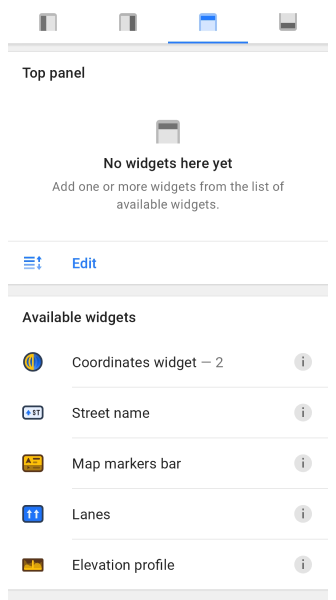 Top panel
No widgets here yet
Add one or more widgets from the list of
available widgets.
Edit
Available widgets
Coordinates widget — 2
ST Street name
Map markers bar
Lanes
Elevation profile